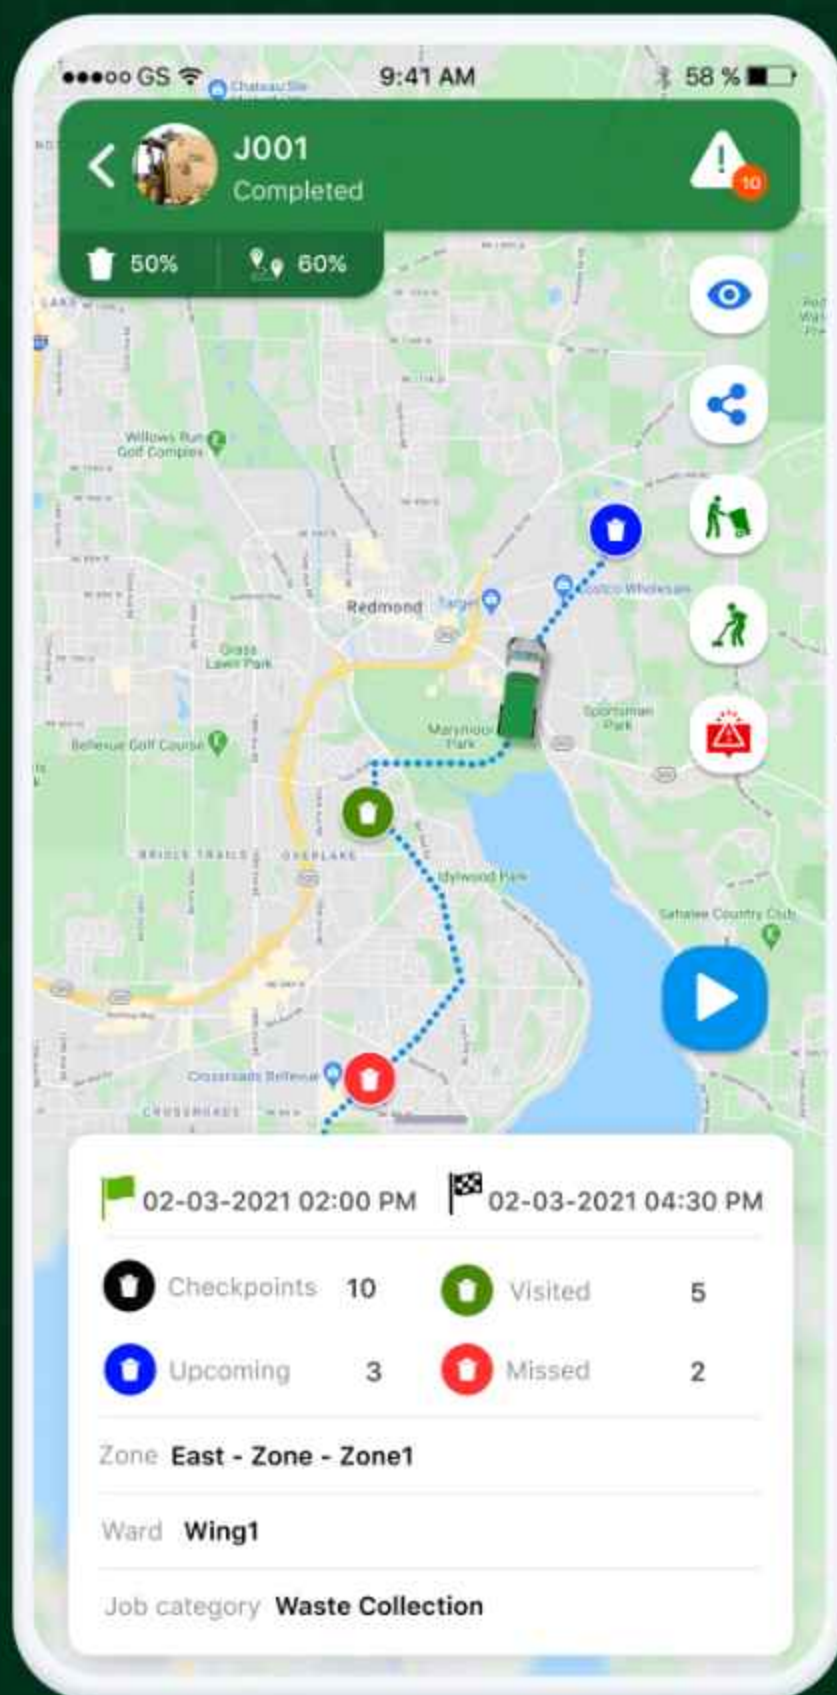 GS 9:41 AM 58 %
Chateau Ste
J001
Completed
10
50% 60%
Willows Run
Golf Complex
Redmond
Target
Costco Wholesale
Grass
Lawn Park
Marymoor
Park
Sportsman
Park
Bellevue Golf Course
BRIDLE TRAILS
OVERLAKE
Idylwood Park
Sahalee Country Club
Crossroads Bellevue
CROSSROADS
02-03-2021 02:00 PM 02-03-2021 04:30 PM
Checkpoints 10 Visited 5
Upcoming 3 Missed 2
Zone East - Zone - Zone1
Ward Wing1
Job category Waste Collection